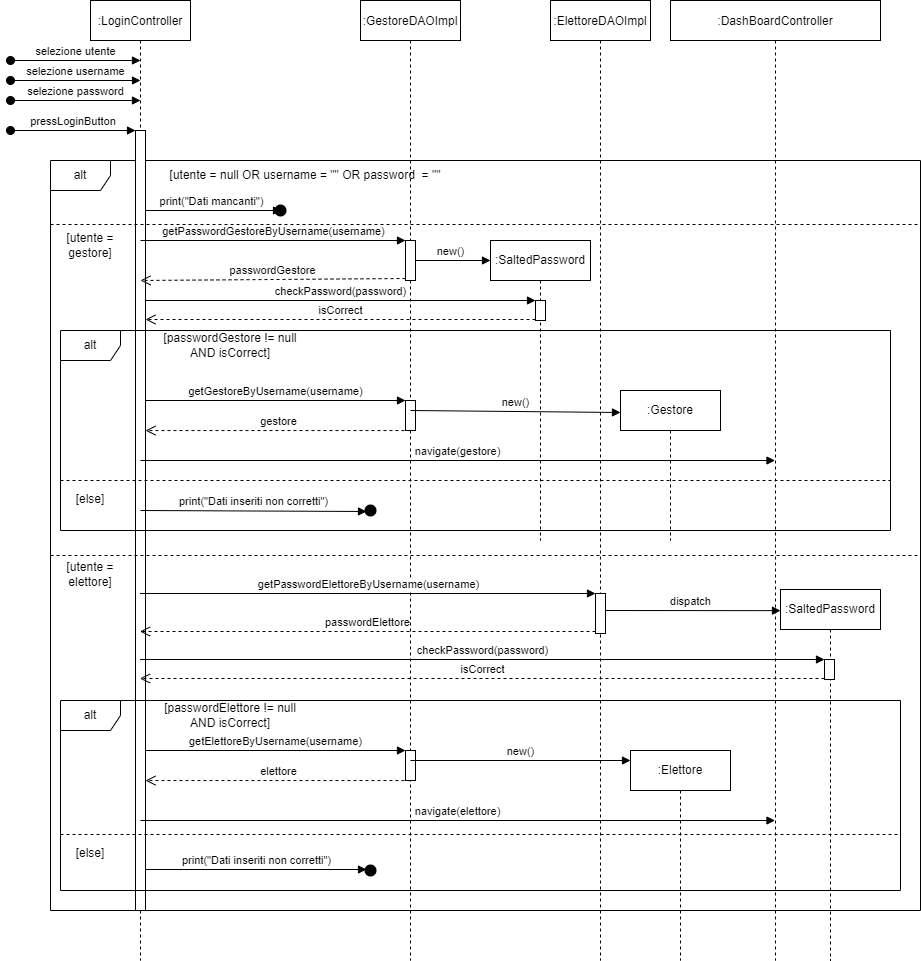 :LoginController
:GestoreDAOImpl
:ElettoreDAOImpl
:DashBoardController
selezione utente
selezione username
selezione password
pressLoginButton
alt
[utente = null OR username = "" OR password  = ""
print("Dati mancanti")
[utente =
gestore]
getPasswordGestoreByUsername(username)
new()
:SaltedPassword
passwordGestore
checkPassword(password)
isCorrect
alt
[passwordGestore != null
AND isCorrect]
getGestoreByUsername(username)
new()
:Gestore
gestore
navigate(gestore)
[else]
print("Dati inseriti non corretti")
[utente =
elettore]
getPasswordElettoreByUsername(username)
dispatch
:SaltedPassword
passwordElettore
checkPassword(password)
isCorrect
alt
[passwordElettore != null
AND isCorrect]
getElettoreByUsername(username)
new()
:Elettore
elettore
navigate(elettore)
[else]
print("Dati inseriti non corretti")